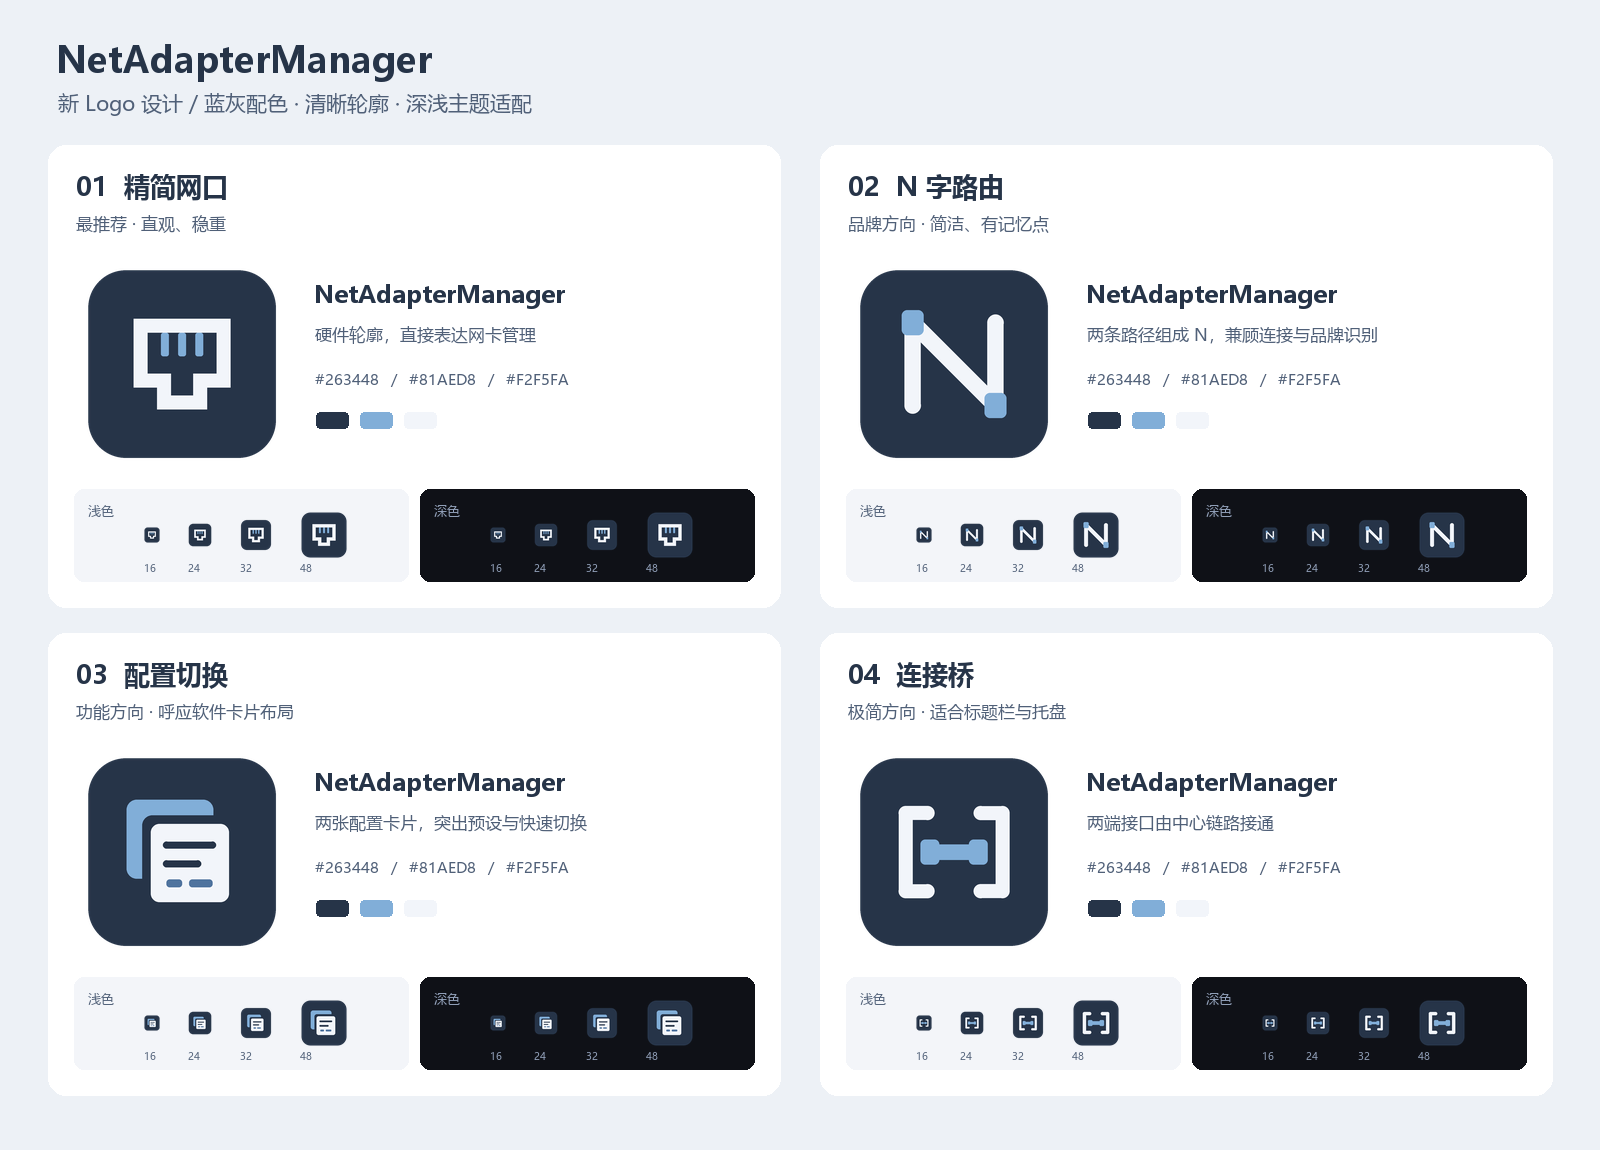 NetAdapterManager
新 Logo 设计 / 蓝灰配色 · 清晰轮廓 · 深浅主题适配
01 精简网口
最推荐 · 直观、稳重
NetAdapterManager
硬件轮廓，直接表达网卡管理
#263448 / #81AED8 / #F2F5FA
浅色
16 24 32 48
深色
16 24 32 48
02 N 字路由
品牌方向 · 简洁、有记忆点
NetAdapterManager
两条路径组成 N，兼顾连接与品牌识别
#263448 / #81AED8 / #F2F5FA
浅色
16 24 32 48
深色
16 24 32 48
03 配置切换
功能方向 · 呼应软件卡片布局
NetAdapterManager
两张配置卡片，突出预设与快速切换
#263448 / #81AED8 / #F2F5FA
浅色
16 24 32 48
深色
16 24 32 48
04 连接桥
极简方向 · 适合标题栏与托盘
NetAdapterManager
两端接口由中心链路接通
#263448 / #81AED8 / #F2F5FA
浅色
16 24 32 48
深色
16 24 32 48